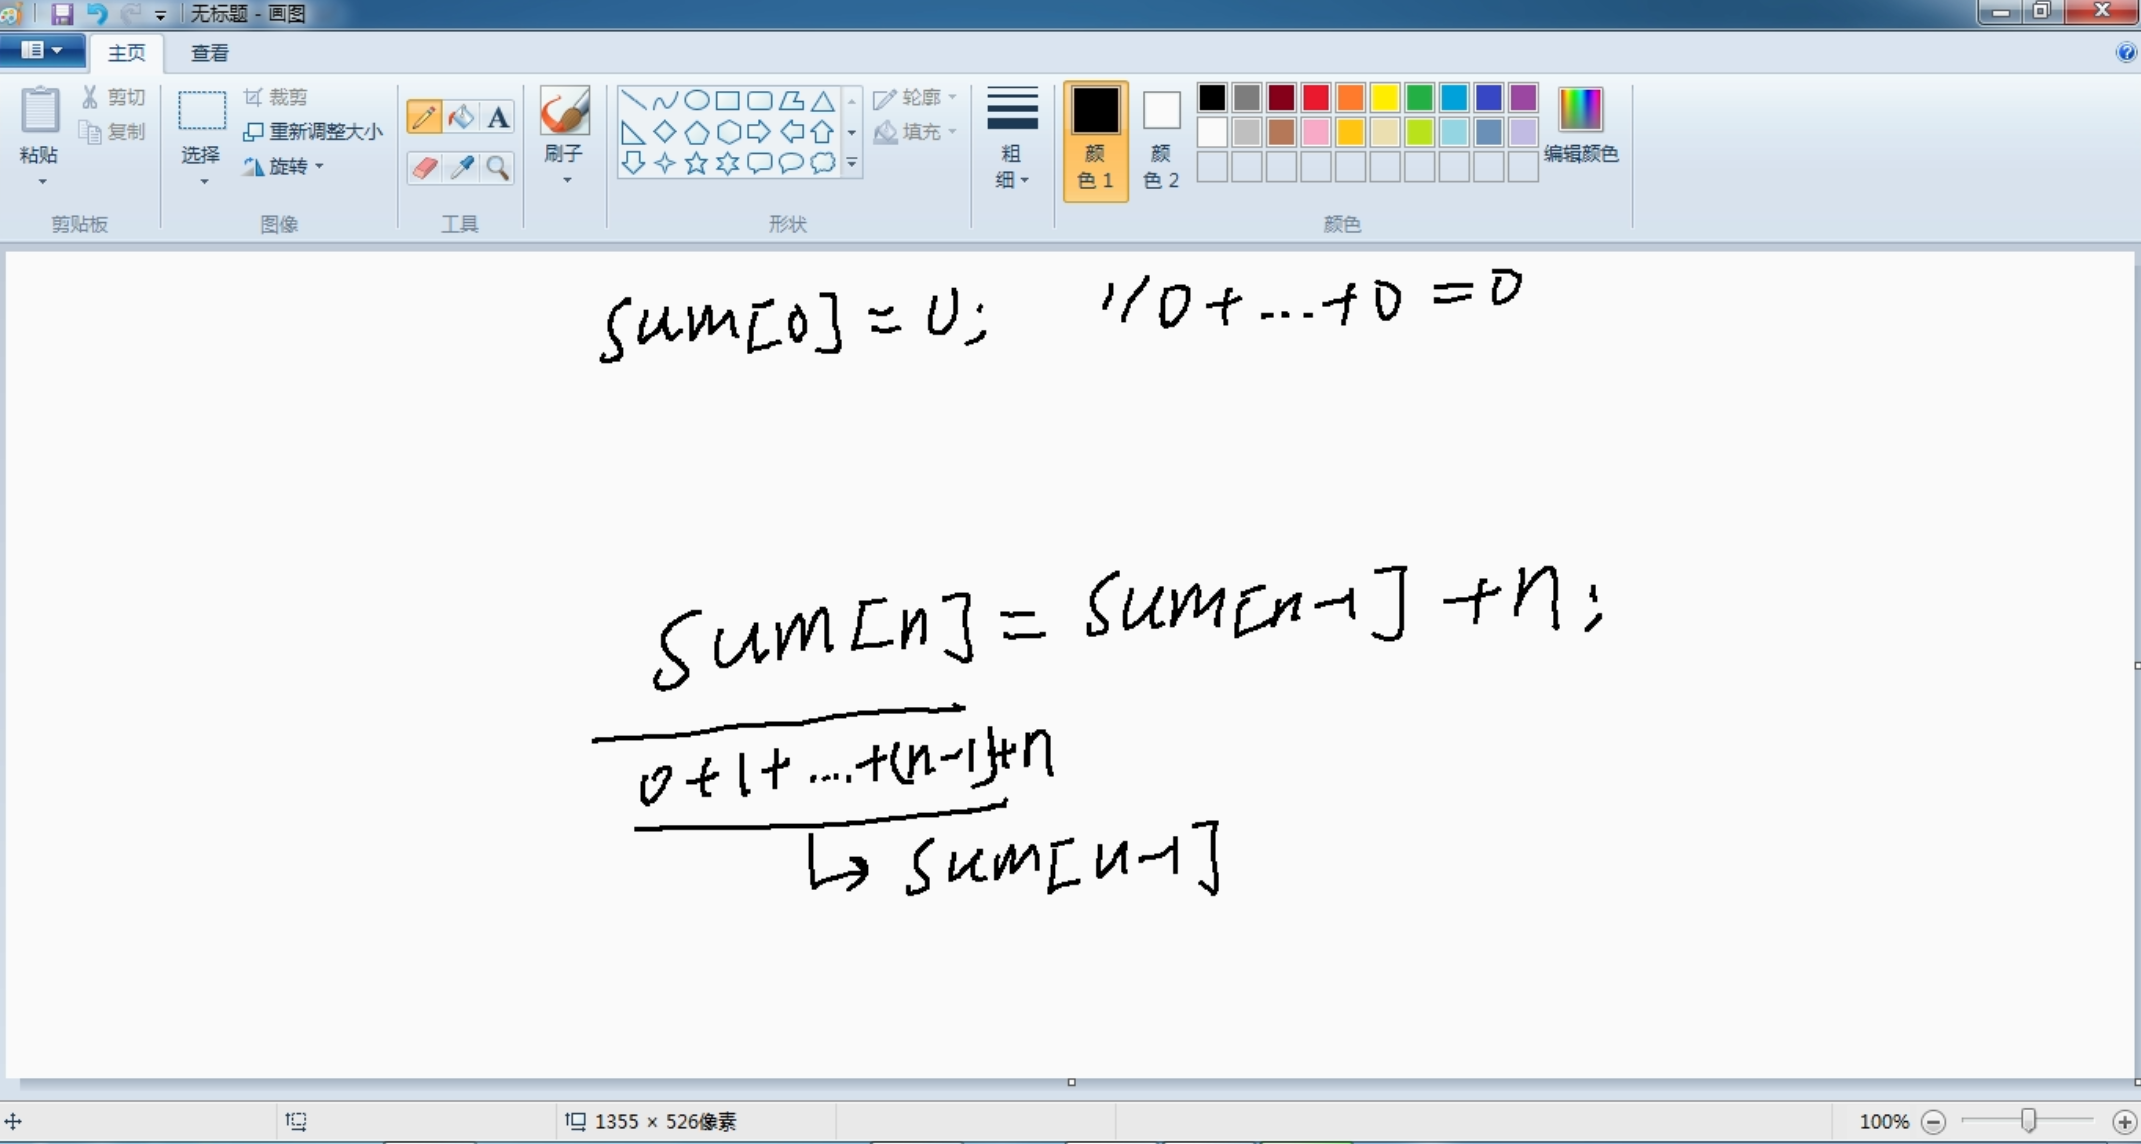 无标题 - 画图
主页 查看
剪切 裁剪 轮廓
复制 重新调整大小 A 填充
粘贴 选择 旋转 刷子 粗细 颜色 1 颜色 2 编辑颜色
剪贴板 图像 工具 形状 颜色
sum[0]=0; //0+...+0=0
sum[n]=sum[n-1]+n;
0+1+....+(n-1)+n
sum[n-1]
1355 × 526像素 100%